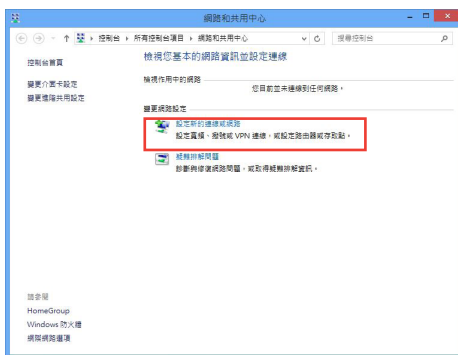 網路和共用中心
控制台 ▸ 所有控制台項目 ▸ 網路和共用中心
搜尋控制台
控制台首頁
變更介面卡設定
變更進階共用設定
檢視您基本的網路資訊並設定連線
檢視作用中的網路
您目前並未連線到任何網路。
變更網路設定
設定新的連線或網路
設定寬頻、撥號或 VPN 連線，或設定路由器或存取點。
疑難排解問題
診斷與修復網路問題，或取得疑難排解資訊。
請參閱
HomeGroup
Windows 防火牆
網際網路選項